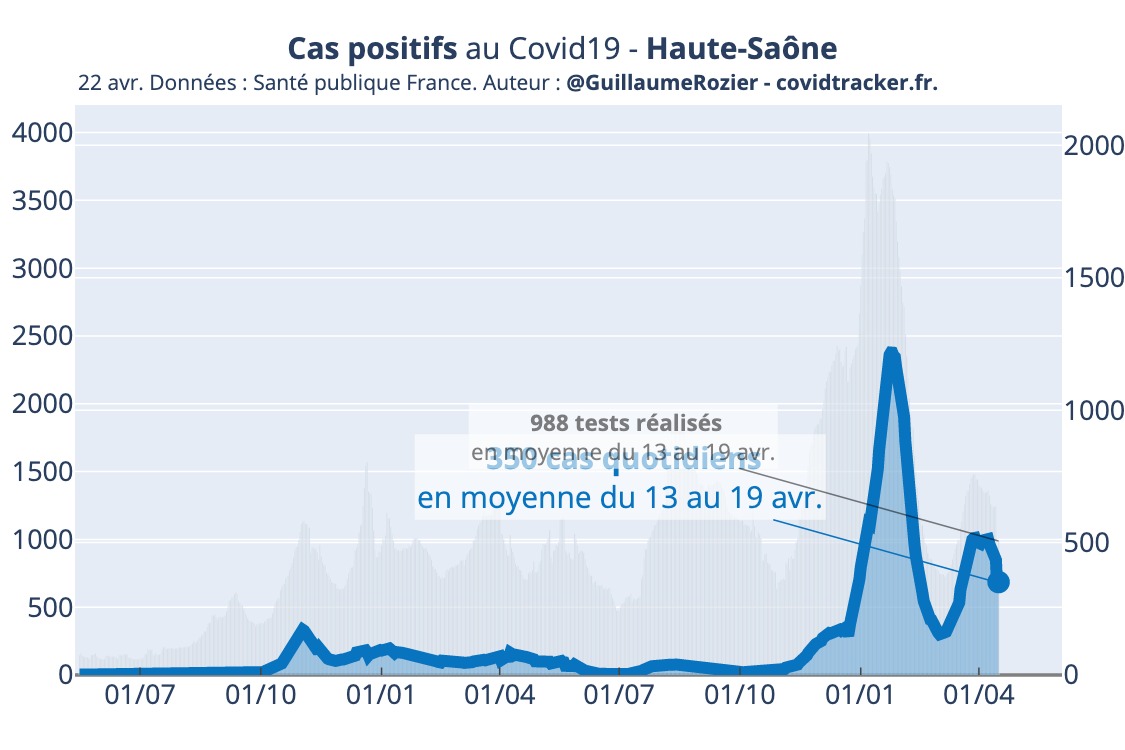 Cas positifs au Covid19 - Haute-Saône
22 avr. Données : Santé publique France. Auteur : @GuillaumeRozier - covidtracker.fr.
4000
3500
3000
2500
2000
1500
1000
500
0
2000
1500
1000
500
0
988 tests réalisés
en moyenne du 13 au 19 avr.
350 cas quotidiens
en moyenne du 13 au 19 avr.
01/07 01/10 01/01 01/04 01/07 01/10 01/01 01/04